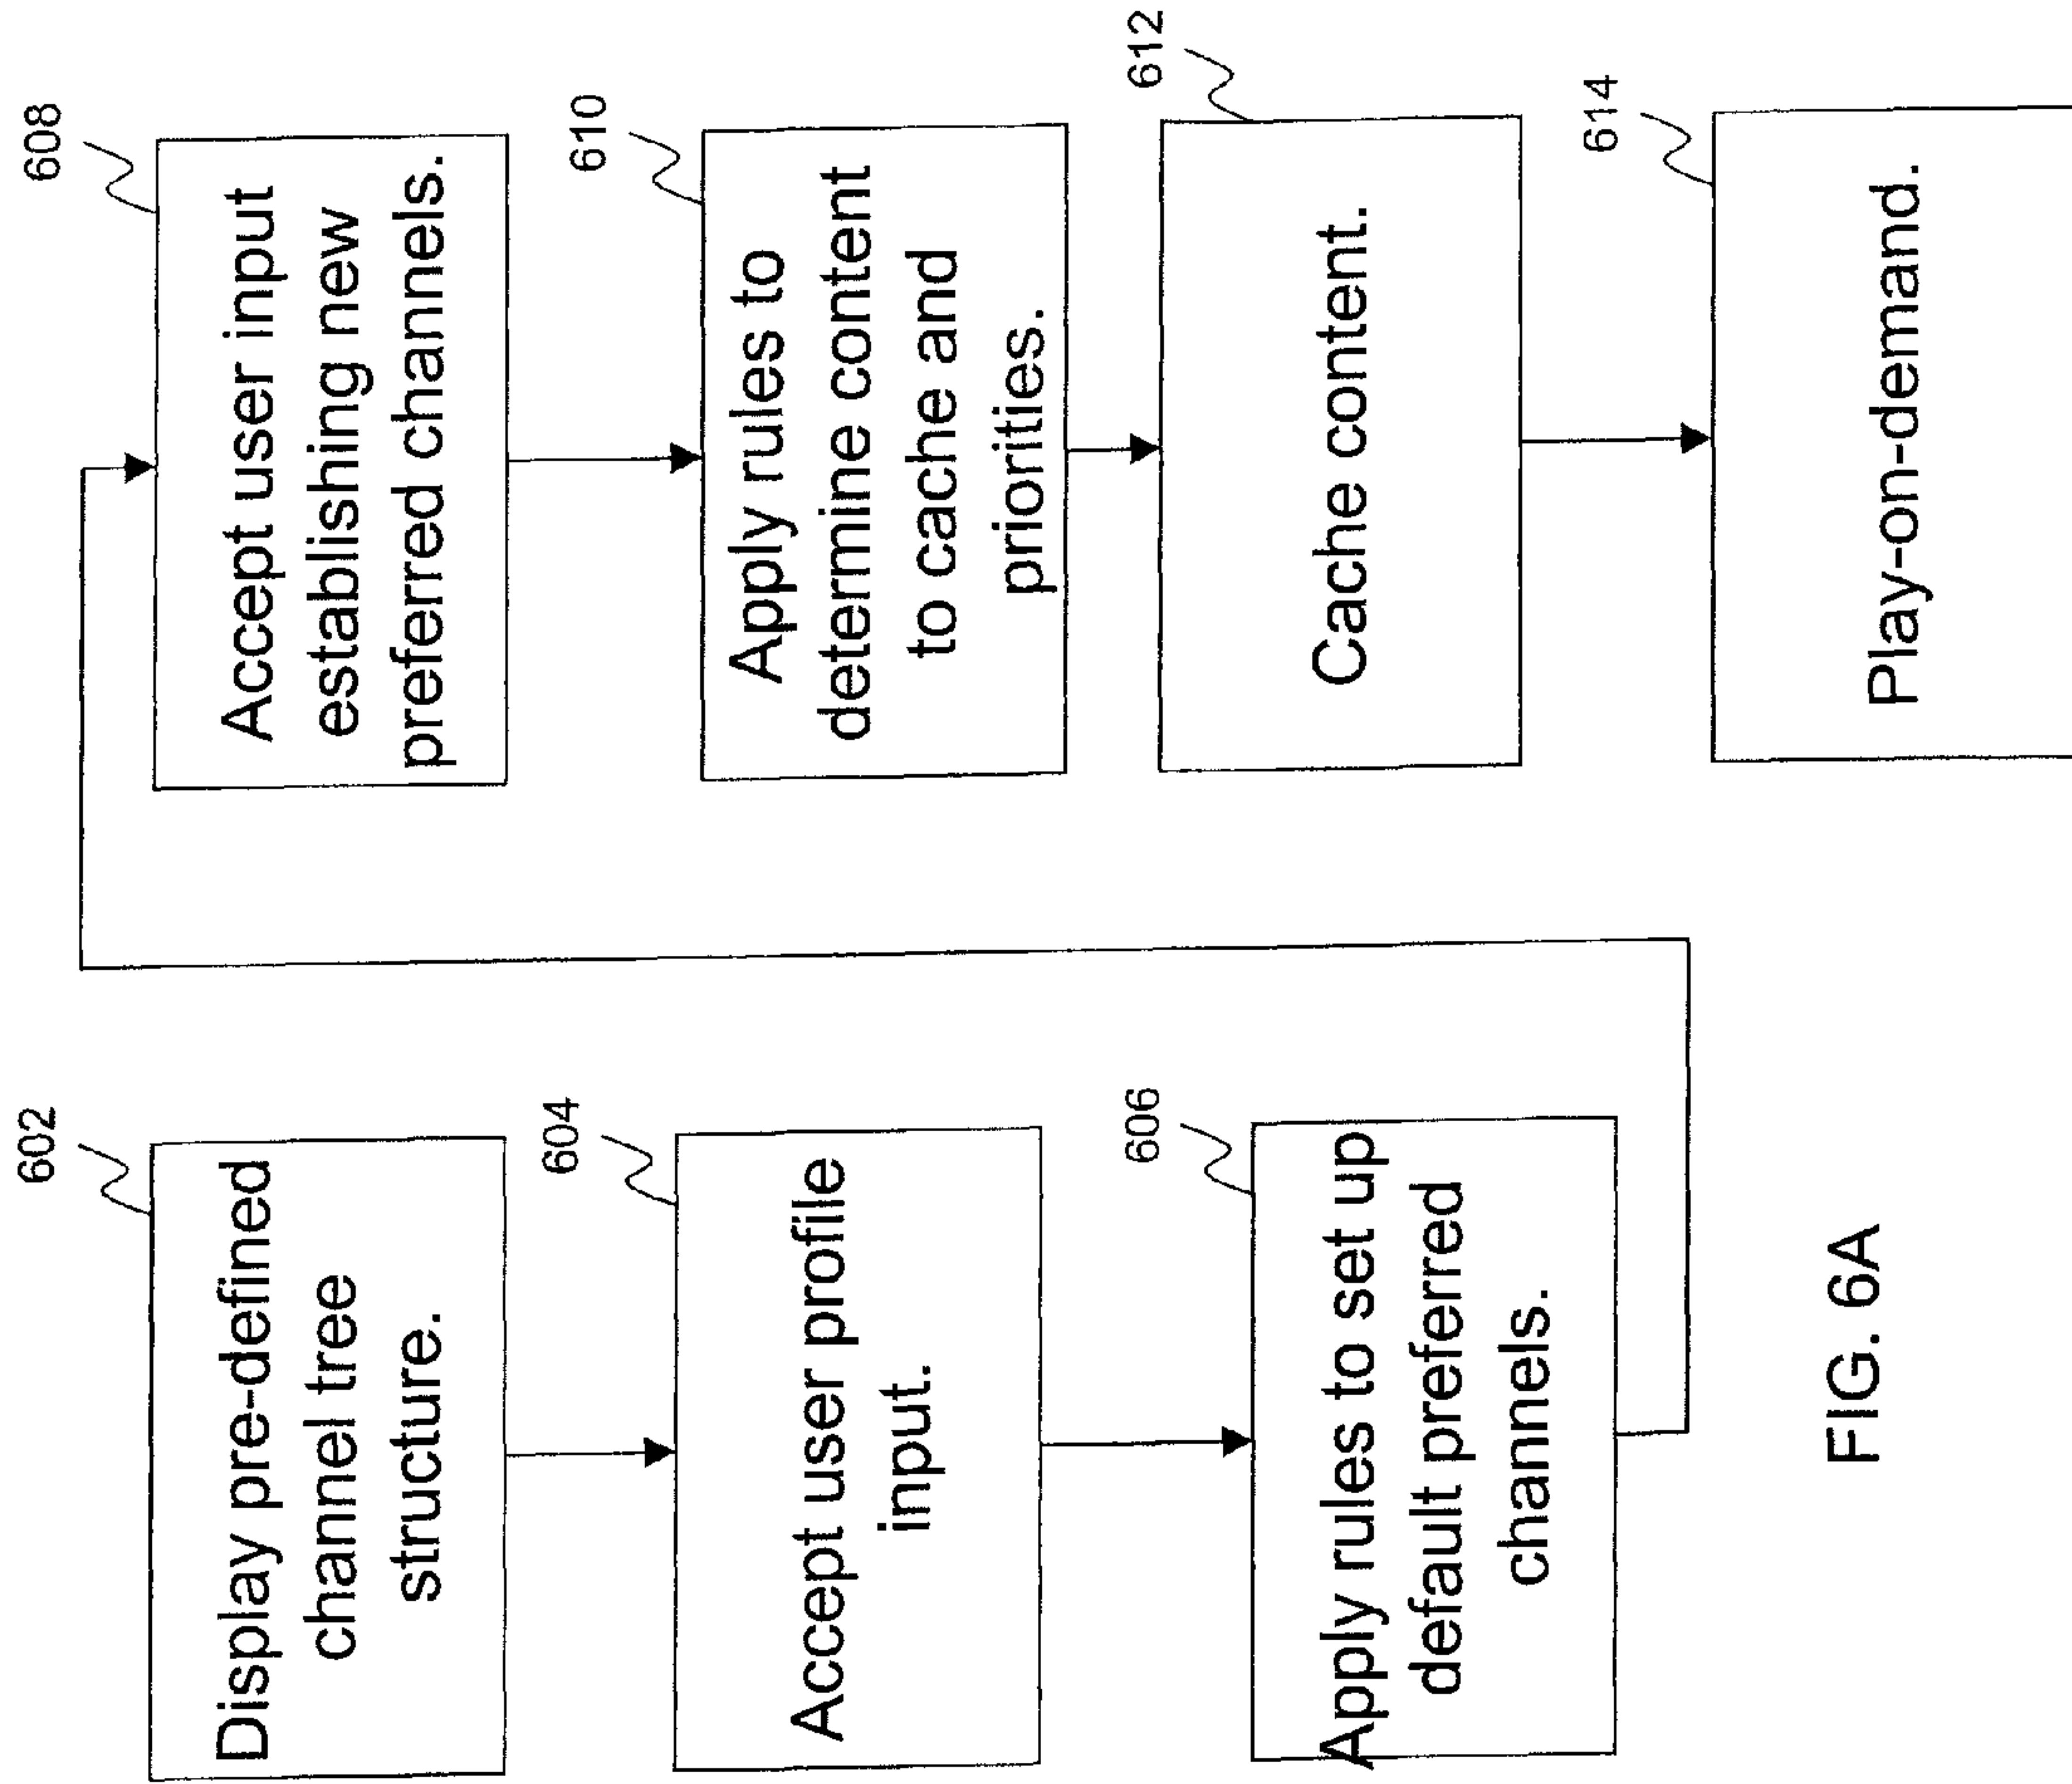 602
Display pre-defined
channel tree
structure.
604
Accept user profile
input.
606
Apply rules to set up
default preferred
channels.
608
Accept user input
establishing new
preferred channels.
610
Apply rules to
determine content
to cache and
priorities.
612
Cache content.
614
Play-on-demand.
FIG. 6A